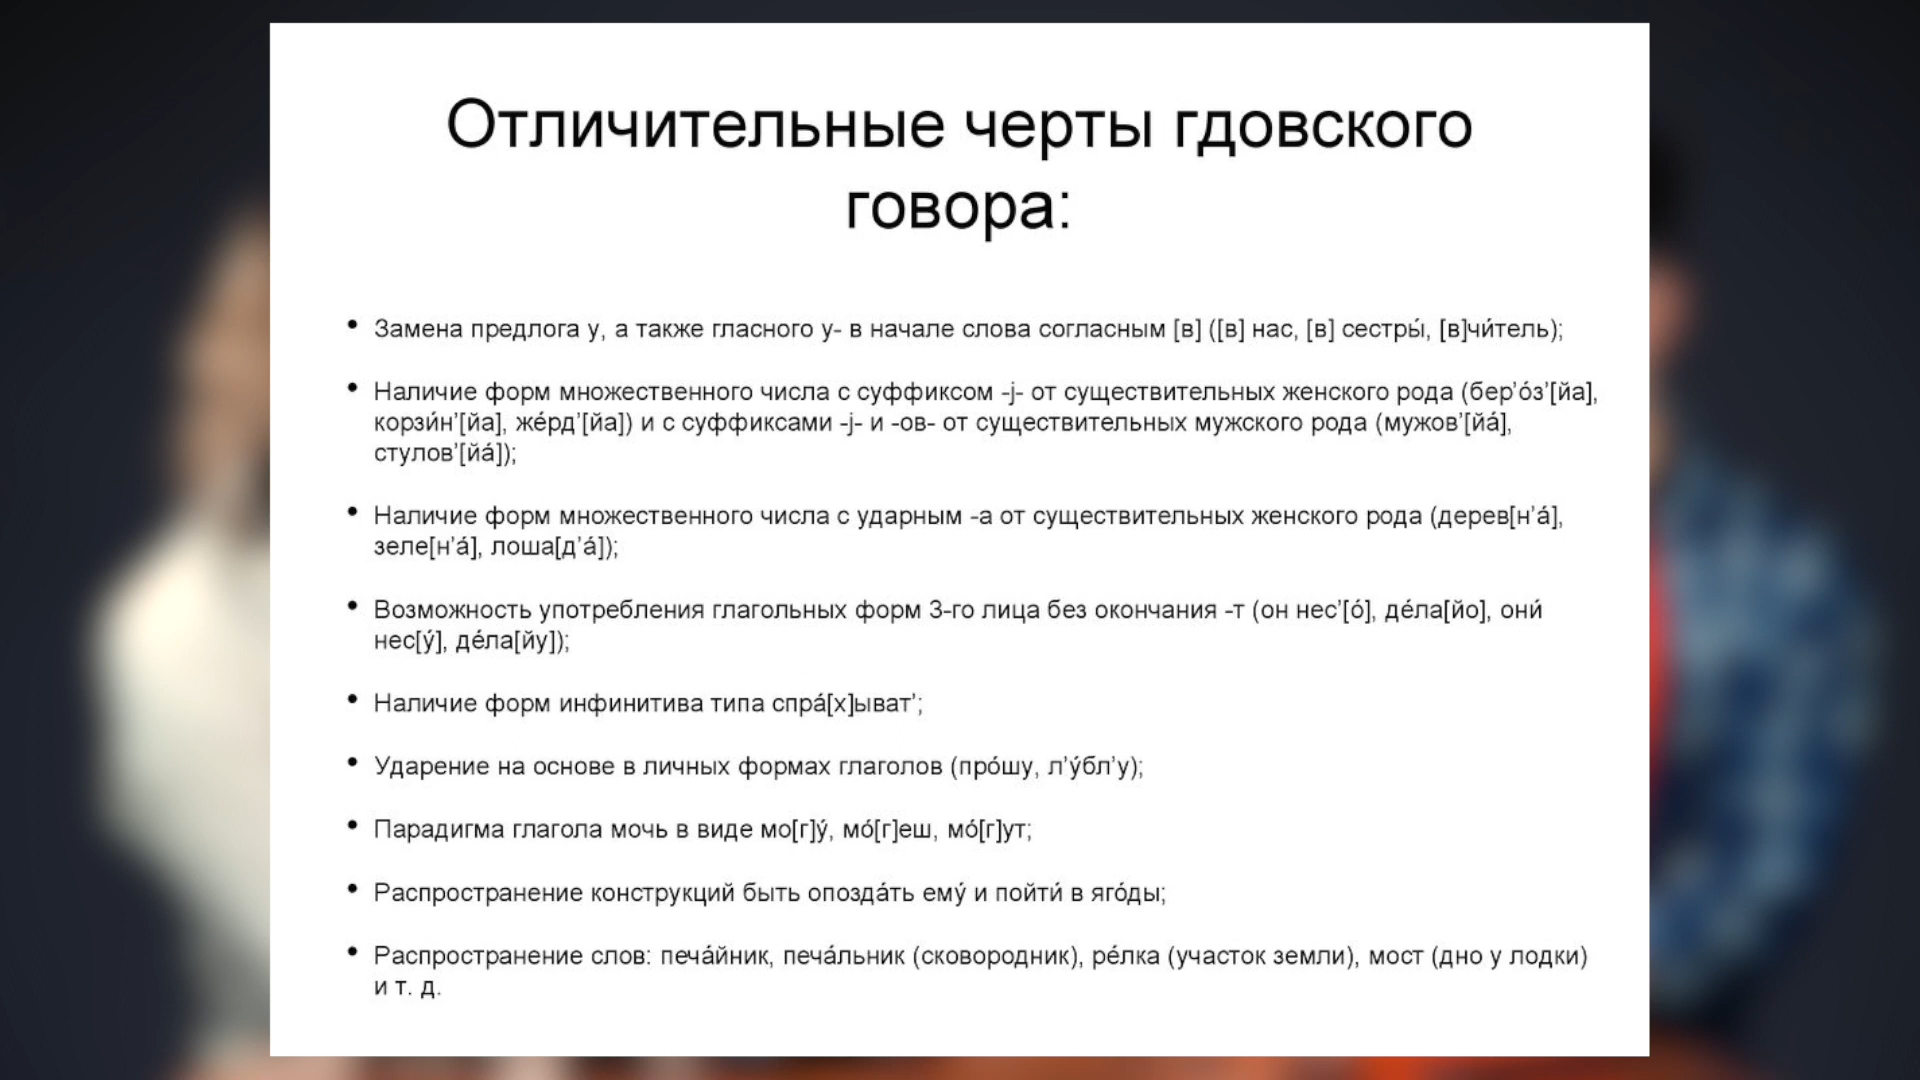 Отличительные черты гдовского
говора:
• Замена предлога у, а также гласного у- в начале слова согласным [в] ([в] нас, [в] сестры́, [в]чи́тель);
• Наличие форм множественного числа с суффиксом -j- от существительных женского рода (бер’о́з’[йа],
корзи́н’[йа], же́рд’[йа]) и с суффиксами -j- и -ов- от существительных мужского рода (мужов’[йа́],
стулов’[йа́]);
• Наличие форм множественного числа с ударным -а от существительных женского рода (дерев[н’а́],
зеле[н’а́], лоша[д’а́]);
• Возможность употребления глагольных форм 3-го лица без окончания -т (он нес’[о́], де́ла[йо], они́
нес[у́], де́ла[йу]);
• Наличие форм инфинитива типа спра́[х]ыват’;
• Ударение на основе в личных формах глаголов (про́шу, л’у́бл’у);
• Парадигма глагола мочь в виде мо[г]у́, мо́[г]еш, мо́[г]ут;
• Распространение конструкций быть опозда́ть ему́ и пойти́ в яго́ды;
• Распространение слов: печа́йник, печа́льник (сковородник), ре́лка (участок земли), мост (дно у лодки)
и т. д.